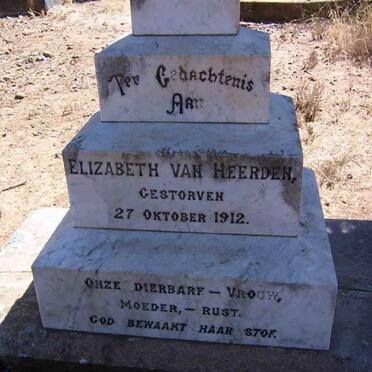 Ter Gedachtenis
Aan
ELIZABETH VAN HEERDEN,
GESTORVEN
27 OKTOBER 1912.
ONZE DIERBARE — VROUW,
MOEDER, — RUST.
GOD BEWAAKT HAAR STOF.